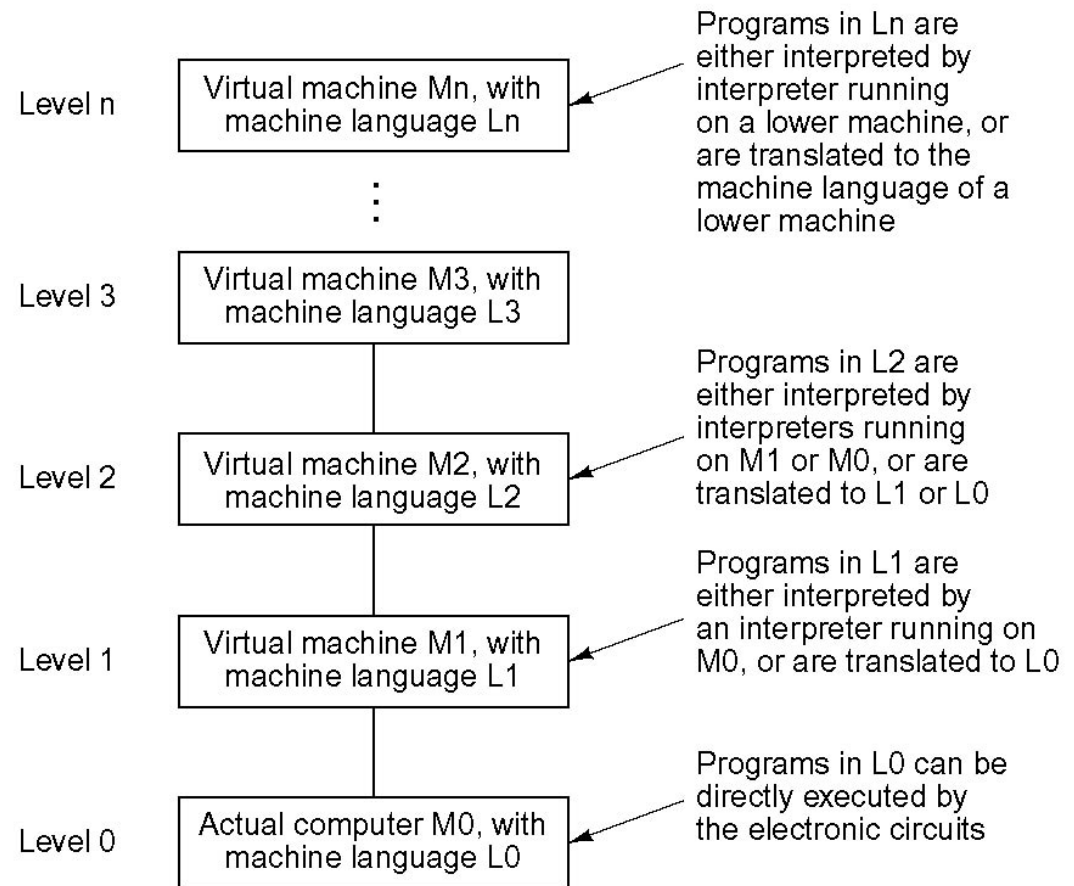 Programs in Ln are
either interpreted by
interpreter running
on a lower machine, or
are translated to the
machine language of a
lower machine
Level n
Virtual machine Mn, with
machine language Ln
Level 3
Virtual machine M3, with
machine language L3
Programs in L2 are
either interpreted by
interpreters running
on M1 or M0, or are
translated to L1 or L0
Level 2
Virtual machine M2, with
machine language L2
Programs in L1 are
either interpreted by
an interpreter running on
M0, or are translated to L0
Level 1
Virtual machine M1, with
machine language L1
Programs in L0 can be
directly executed by
the electronic circuits
Level 0
Actual computer M0, with
machine language L0